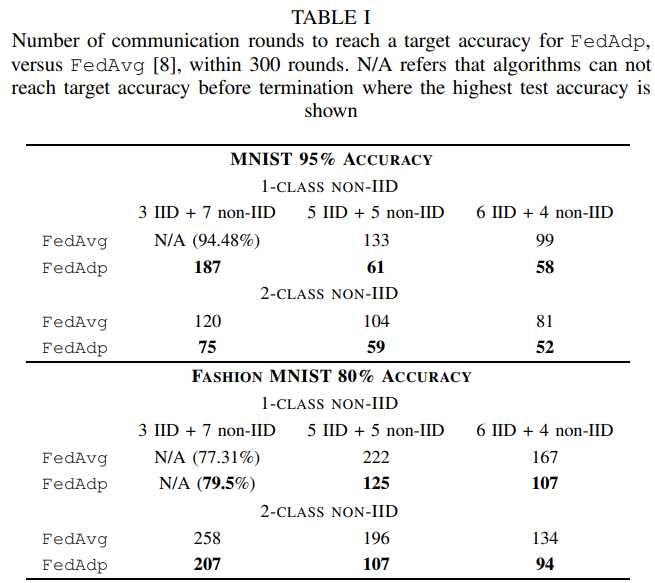 TABLE I
Number of communication rounds to reach a target accuracy for FedAdp,
versus FedAvg [8], within 300 rounds. N/A refers that algorithms can not
reach target accuracy before termination where the highest test accuracy is
shown
MNIST 95% ACCURACY
1-CLASS NON-IID
3 IID + 7 non-IID 5 IID + 5 non-IID 6 IID + 4 non-IID
FedAvg N/A (94.48%) 133 99
FedAdp 187 61 58
2-CLASS NON-IID
FedAvg 120 104 81
FedAdp 75 59 52
FASHION MNIST 80% ACCURACY
1-CLASS NON-IID
3 IID + 7 non-IID 5 IID + 5 non-IID 6 IID + 4 non-IID
FedAvg N/A (77.31%) 222 167
FedAdp N/A (79.5%) 125 107
2-CLASS NON-IID
FedAvg 258 196 134
FedAdp 207 107 94